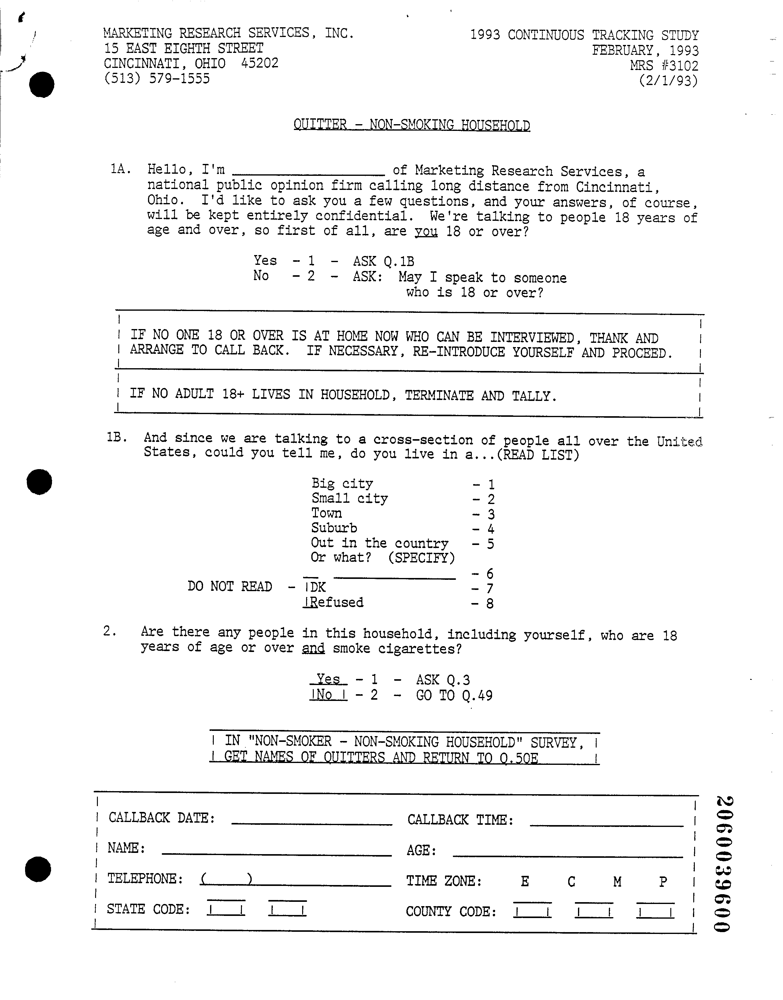 MARKETING RESEARCH SERVICES, INC.
15 EAST EIGHTH STREET
CINCINNATI, OHIO 45202
(513) 579-1555
1993 CONTINUOUS TRACKING STUDY
FEBRUARY, 1993
MRS #3102
(2/1/93)
QUITTER - NON-SMOKING HOUSEHOLD
1A. Hello, I'm ____________________ of Marketing Research Services, a
national public opinion firm calling long distance from Cincinnati,
Ohio. I'd like to ask you a few questions, and your answers, of course,
will be kept entirely confidential. We're talking to people 18 years of
age and over, so first of all, are you 18 or over?
Yes - 1 - ASK Q.1B
No - 2 - ASK: May I speak to someone
who is 18 or over?
IF NO ONE 18 OR OVER IS AT HOME NOW WHO CAN BE INTERVIEWED, THANK AND
ARRANGE TO CALL BACK. IF NECESSARY, RE-INTRODUCE YOURSELF AND PROCEED.
IF NO ADULT 18+ LIVES IN HOUSEHOLD, TERMINATE AND TALLY.
1B. And since we are talking to a cross-section of people all over the United
States, could you tell me, do you live in a...(READ LIST)
Big city - 1
Small city - 2
Town - 3
Suburb - 4
Out in the country - 5
Or what? (SPECIFY)
__ ________________ - 6
DO NOT READ - DK - 7
Refused - 8
2. Are there any people in this household, including yourself, who are 18
years of age or over and smoke cigarettes?
Yes - 1 - ASK Q.3
No - 2 - GO TO Q.49
IN "NON-SMOKER - NON-SMOKING HOUSEHOLD" SURVEY,
GET NAMES OF QUITTERS AND RETURN TO Q.50E
CALLBACK DATE: ____________________ CALLBACK TIME: ____________________
NAME: ____________________ AGE: ____________________
TELEPHONE: ( ) ____________________ TIME ZONE: E C M P
STATE CODE: COUNTY CODE:
2060039600